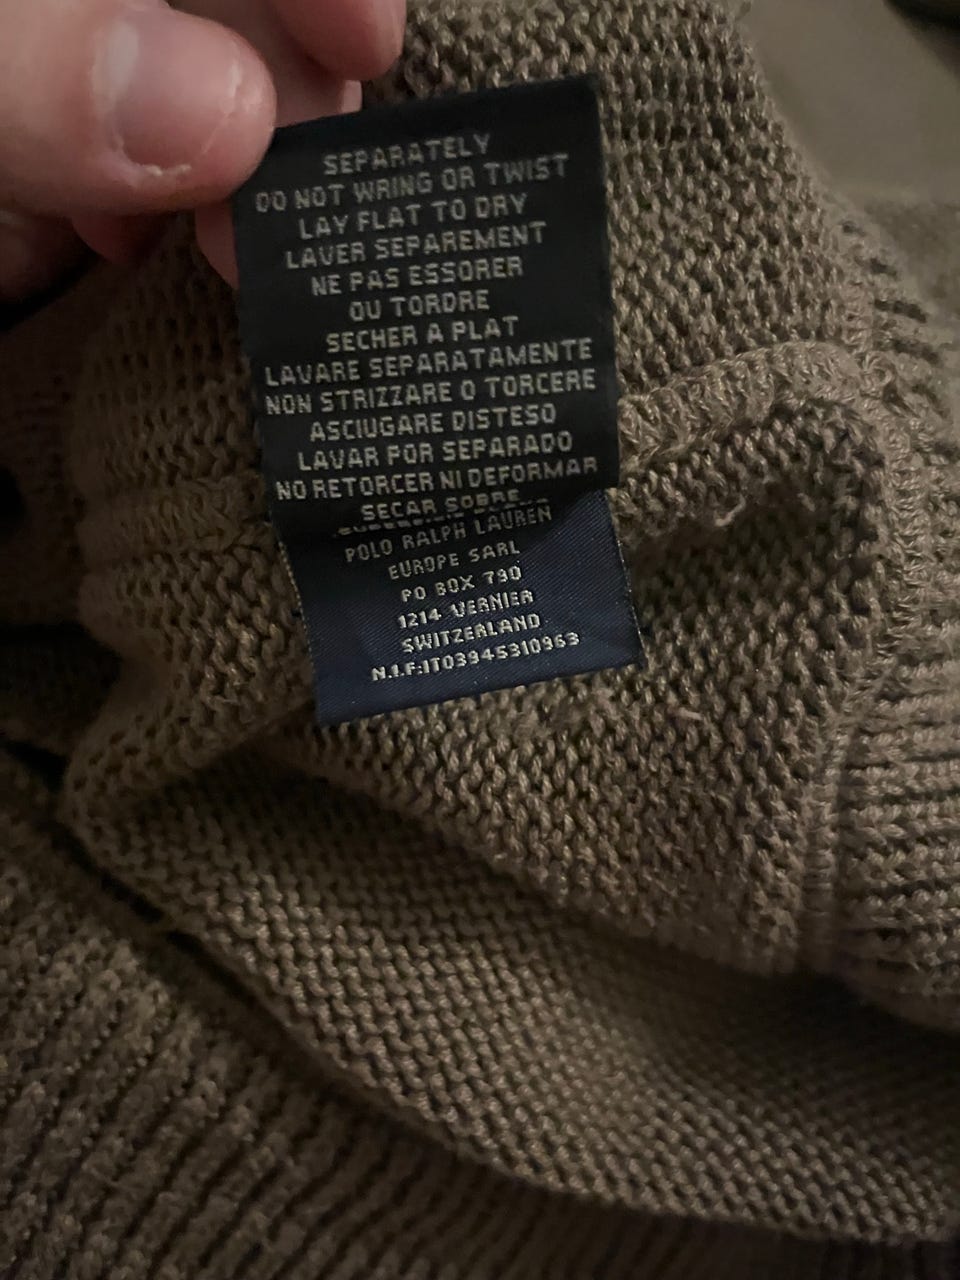 SEPARATELY
DO NOT WRING OR TWIST
LAY FLAT TO DRY
LAVER SEPAREMENT
NE PAS ESSORER
OU TORDRE
SECHER A PLAT
LAVARE SEPARATAMENTE
NON STRIZZARE O TORCERE
ASCIUGARE DISTESO
LAVAR POR SEPARADO
NO RETORCER NI DEFORMAR
SECAR SOBRE
POLO RALPH LAUREN
EUROPE SARL
PO BOX 790
1214 VERNIER
SWITZERLAND
N.I.F:IT03945310963